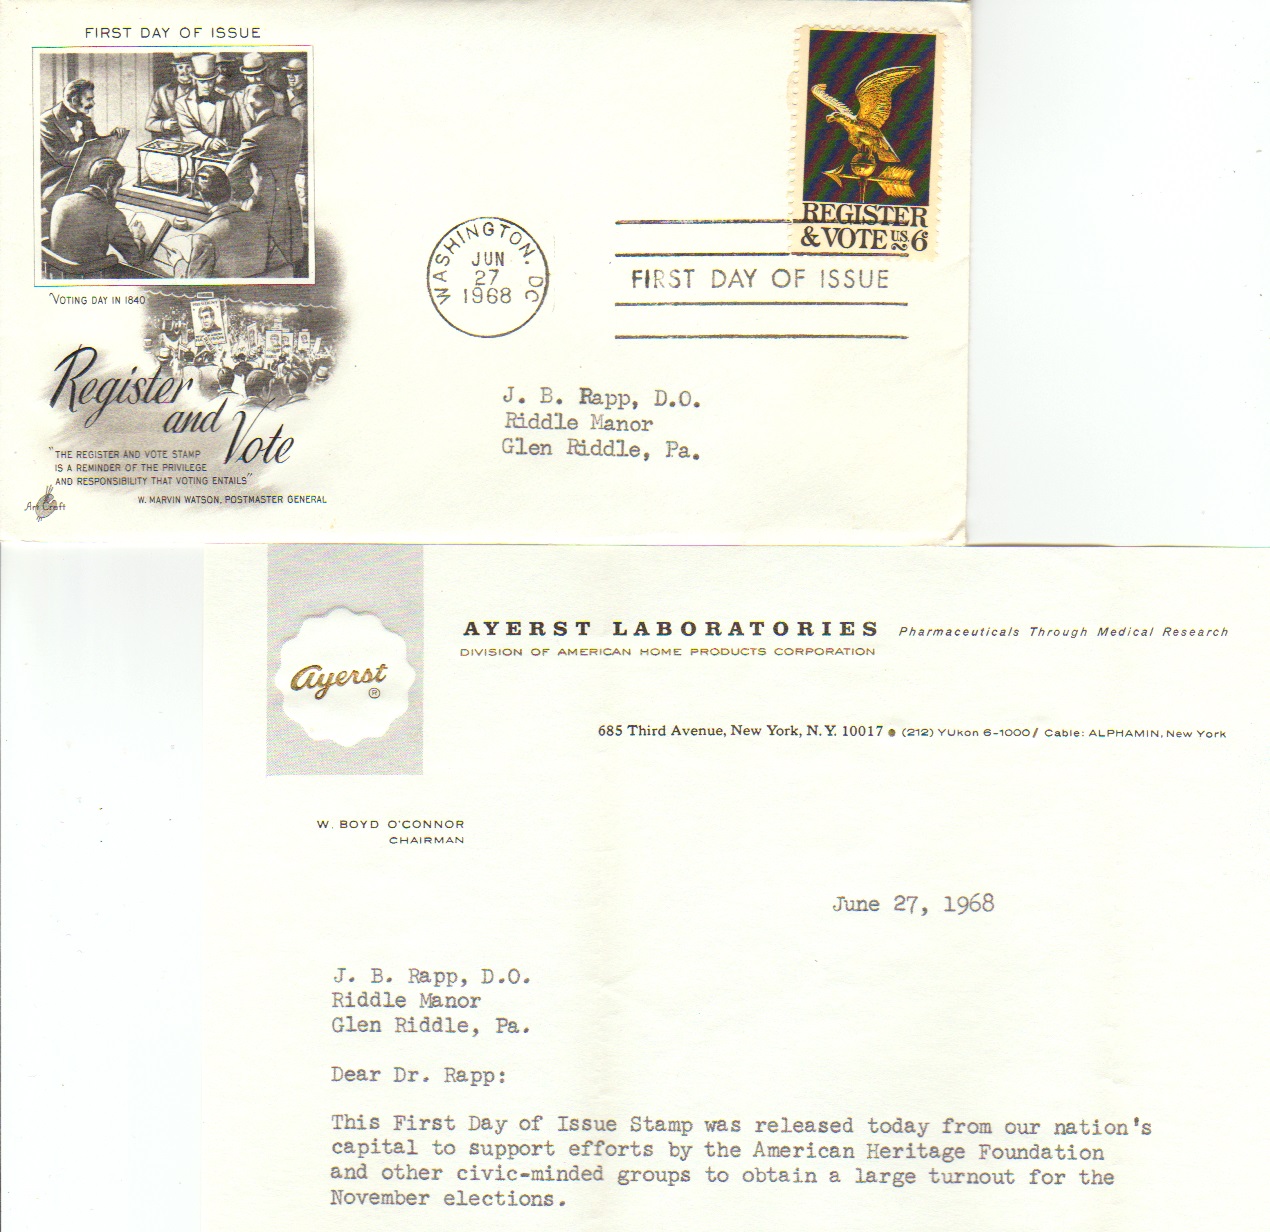 FIRST DAY OF ISSUE
VOTING DAY IN 1840
Register
and
Vote
"THE REGISTER AND VOTE STAMP
IS A REMINDER OF THE PRIVILEGE
AND RESPONSIBILITY THAT VOTING ENTAILS"
W. MARVIN WATSON, POSTMASTER GENERAL
Art Craft
WASHINGTON. DC
JUN
27
1968
REGISTER
& VOTE U.S. 6c
FIRST DAY OF ISSUE
J. B. Rapp, D.O.
Riddle Manor
Glen Riddle, Pa.
Ayerst ®
AYERST LABORATORIES Pharmaceuticals Through Medical Research
DIVISION OF AMERICAN HOME PRODUCTS CORPORATION
685 Third Avenue, New York, N.Y. 10017 ● (212) YUkon 6-1000/ Cable: ALPHAMIN, New York
W. BOYD O'CONNOR
CHAIRMAN
June 27, 1968
J. B. Rapp, D.O.
Riddle Manor
Glen Riddle, Pa.
Dear Dr. Rapp:
This First Day of Issue Stamp was released today from our nation's
capital to support efforts by the American Heritage Foundation
and other civic-minded groups to obtain a large turnout for the
November elections.